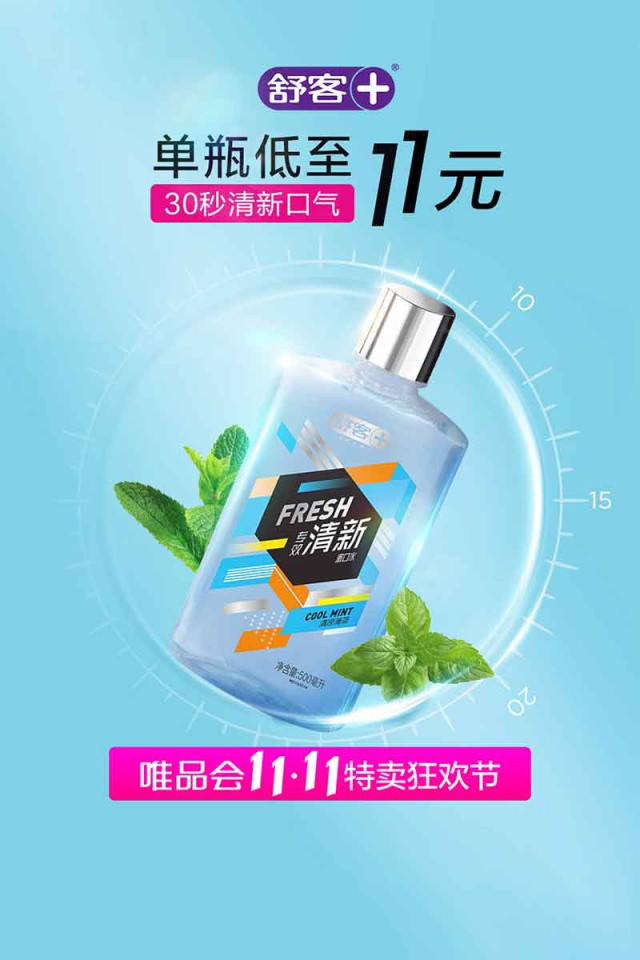 舒客+®
单瓶低至11元
30秒清新口气
10
15
20
舒客+
FRESH
专效清新
漱口水
COOL MINT
清凉薄荷
净含量:500毫升
唯品会11·11特卖狂欢节